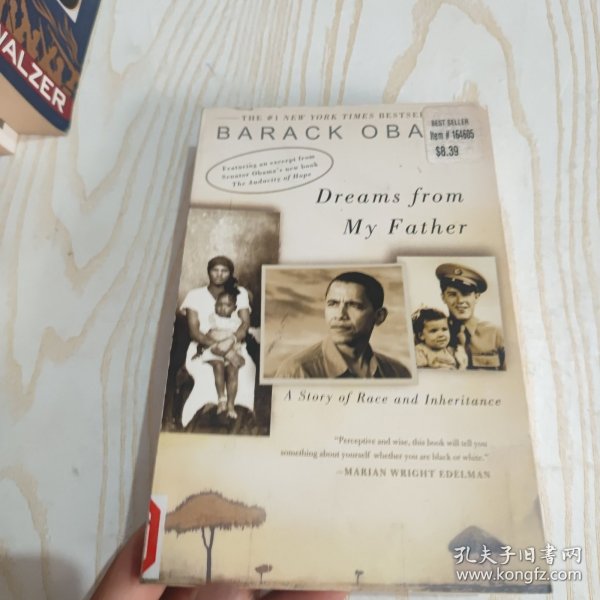 WALZER
THE #1 NEW YORK TIMES BESTSE
BARACK OBA
BEST SELLER
Item # 164605
$8.39
Featuring an excerpt from
Senator Obama's new book
The Audacity of Hope
Dreams from
My Father
A Story of Race and Inheritance
"Perceptive and wise, this book will tell you
something about yourself whether you are black or white."
—MARIAN WRIGHT EDELMAN
孔夫子旧书网
www.kongfz.com